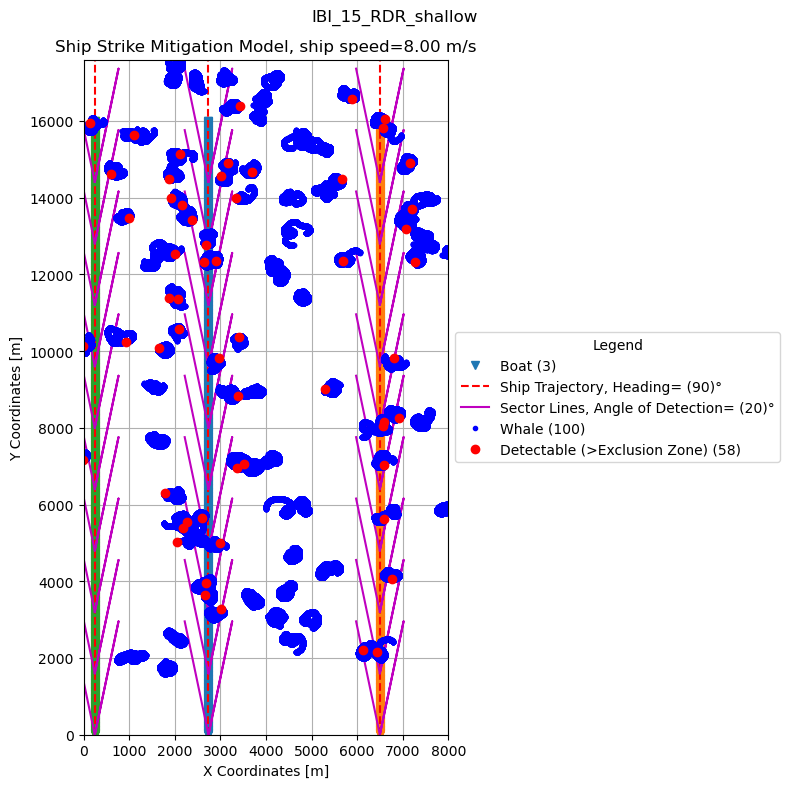 IBI_15_RDR_shallow
Ship Strike Mitigation Model, ship speed=8.00 m/s
Y Coordinates [m]
16000
14000
12000
10000
8000
6000
4000
2000
0
0 1000 2000 3000 4000 5000 6000 7000 8000
X Coordinates [m]
Legend
Boat (3)
Ship Trajectory, Heading= (90)°
Sector Lines, Angle of Detection= (20)°
Whale (100)
Detectable (>Exclusion Zone) (58)